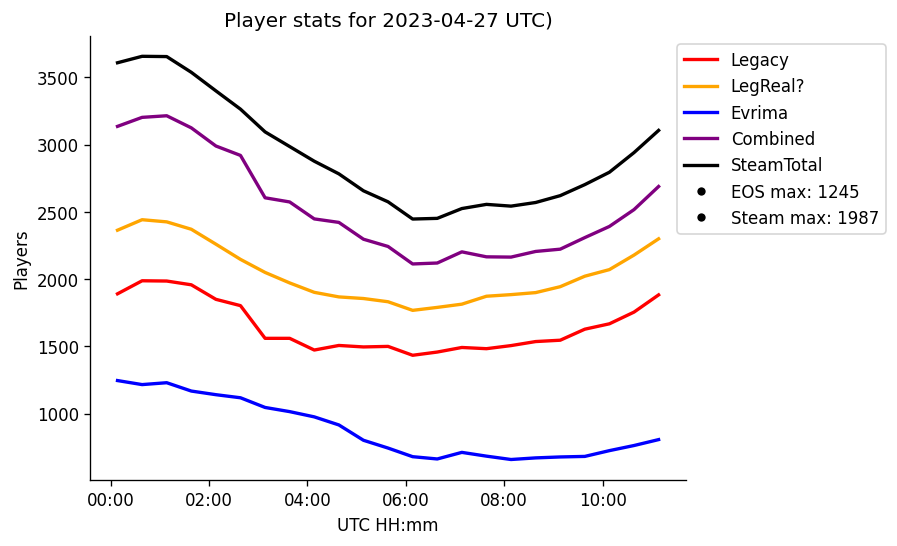 Player stats for 2023-04-27 UTC)
Players
3500
3000
2500
2000
1500
1000
00:00 02:00 04:00 06:00 08:00 10:00
UTC HH:mm
Legacy
LegReal?
Evrima
Combined
SteamTotal
EOS max: 1245
Steam max: 1987